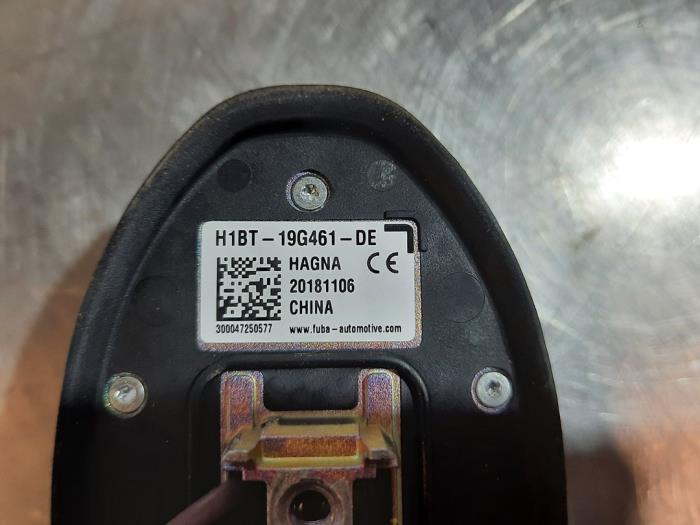 H1BT-19G461-DE
HAGNA CE
20181106
CHINA
300047250577 www.fuba-automotive.com